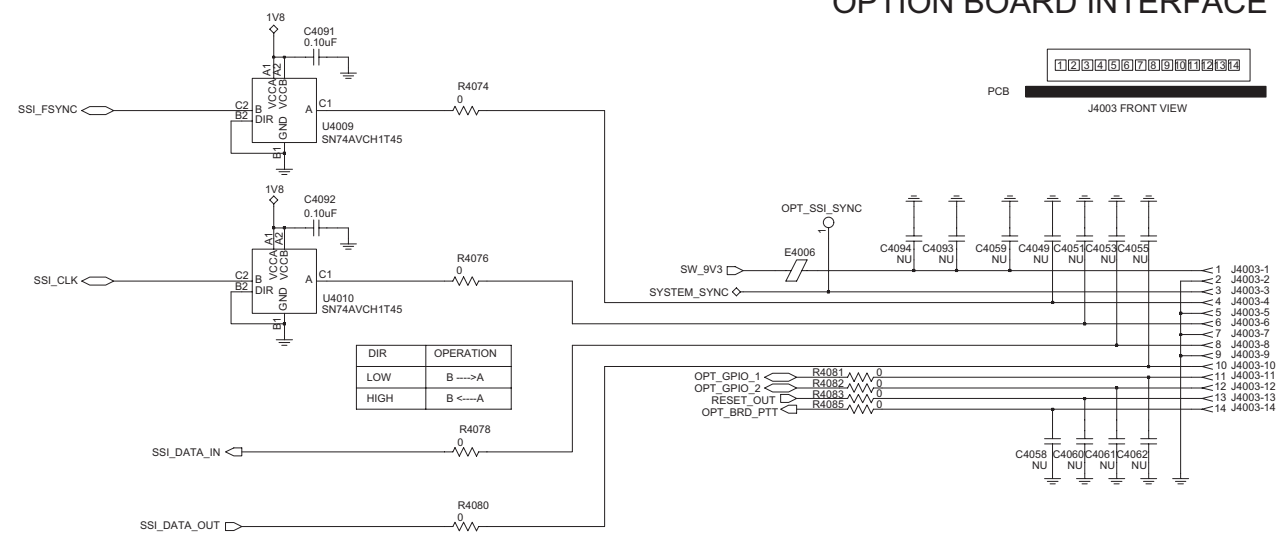 OPTION BOARD INTERFACE
1 2 3 4 5 6 7 8 9 10 11 12 13 14
PCB
J4003 FRONT VIEW
1V8
C4091
0.10uF
A1
A2
VCCA
VCCB
SSI_FSYNC
C2
B
B2
DIR
A
C1
GND
B1
U4009
SN74AVCH1T45
R4074
0
1V8
C4092
0.10uF
A1
A2
VCCA
VCCB
SSI_CLK
C2
B
B2
DIR
A
C1
GND
B1
U4010
SN74AVCH1T45
R4076
0
DIR OPERATION
LOW B ---->A
HIGH B <----A
SSI_DATA_IN
R4078
0
SSI_DATA_OUT
R4080
0
OPT_SSI_SYNC
1
E4006
SW_9V3
SYSTEM_SYNC
C4094
NU
C4093
NU
C4059
NU
C4049
NU
C4051
NU
C4053
NU
C4055
NU
1 J4003-1
2 J4003-2
3 J4003-3
4 J4003-4
5 J4003-5
6 J4003-6
7 J4003-7
8 J4003-8
9 J4003-9
10 J4003-10
11 J4003-11
12 J4003-12
13 J4003-13
14 J4003-14
OPT_GPIO_1 R4081 0
OPT_GPIO_2 R4082 0
RESET_OUT R4083 0
OPT_BRD_PTT R4085 0
C4058
NU
C4060
NU
C4061
NU
C4062
NU